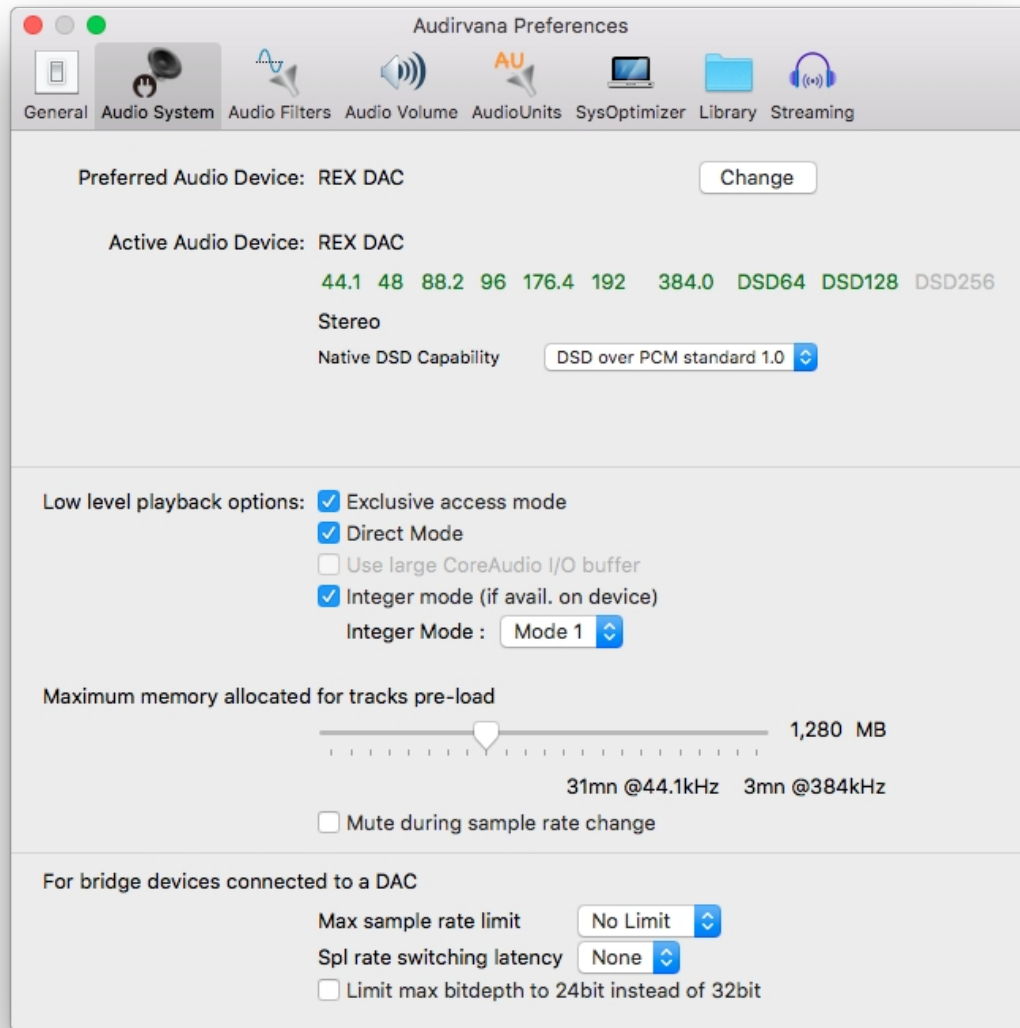 Audirvana Preferences
AU
General Audio System Audio Filters Audio Volume AudioUnits SysOptimizer Library Streaming
Preferred Audio Device: REX DAC Change
Active Audio Device: REX DAC
44.1 48 88.2 96 176.4 192 384.0 DSD64 DSD128 DSD256
Stereo
Native DSD Capability DSD over PCM standard 1.0
Low level playback options: Exclusive access mode
Direct Mode
Use large CoreAudio I/O buffer
Integer mode (if avail. on device)
Integer Mode : Mode 1
Maximum memory allocated for tracks pre-load
1,280 MB
31mn @44.1kHz 3mn @384kHz
Mute during sample rate change
For bridge devices connected to a DAC
Max sample rate limit No Limit
Spl rate switching latency None
Limit max bitdepth to 24bit instead of 32bit